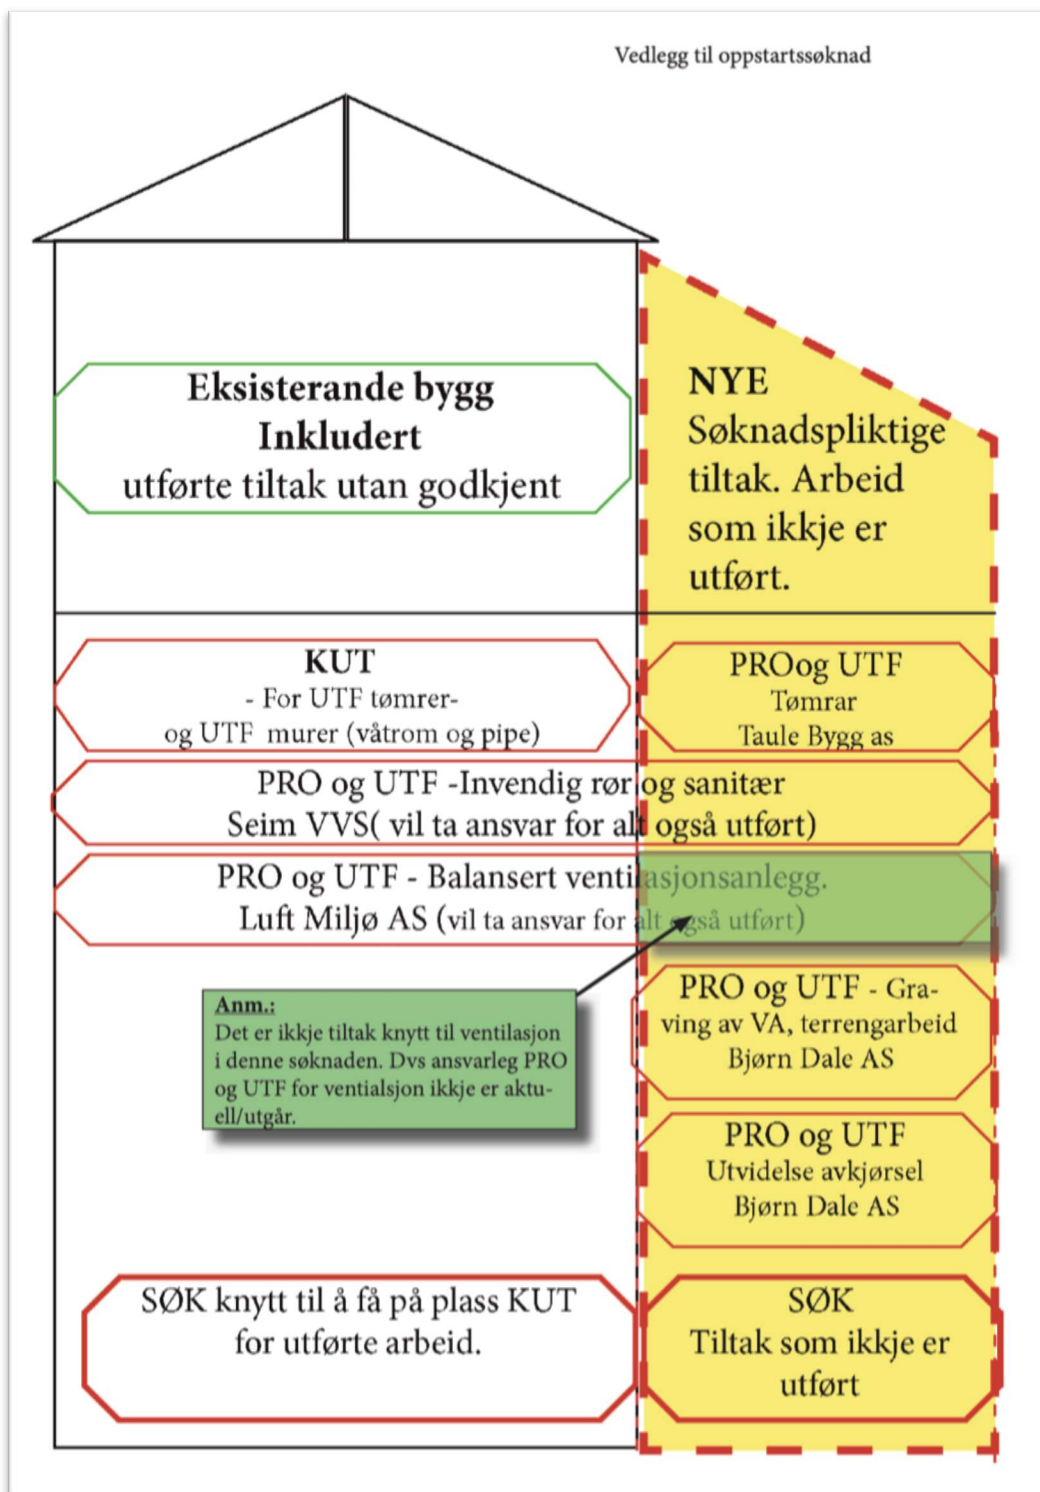 Vedlegg til oppstartssøknad
Eksisterande bygg
Inkludert
utførte tiltak utan godkjent
NYE
Søknadspliktige
tiltak. Arbeid
som ikkje er
utført.
KUT
- For UTF tømrer-
og UTF murer (våtrom og pipe)
PROog UTF
Tømrar
Taule Bygg as
PRO og UTF -Invendig rør og sanitær
Seim VVS( vil ta ansvar for alt også utført)
PRO og UTF - Balansert ventilasjonsanlegg.
Luft Miljø AS (vil ta ansvar for alt også utført)
Anm.:
Det er ikkje tiltak knytt til ventilasjon
i denne søknaden. Dvs ansvarleg PRO
og UTF for ventialsjon ikkje er aktu-
ell/utgår.
PRO og UTF - Gra-
ving av VA, terrengarbeid
Bjørn Dale AS
PRO og UTF
Utvidelse avkjørsel
Bjørn Dale AS
SØK knytt til å få på plass KUT
for utførte arbeid.
SØK
Tiltak som ikkje er
utført